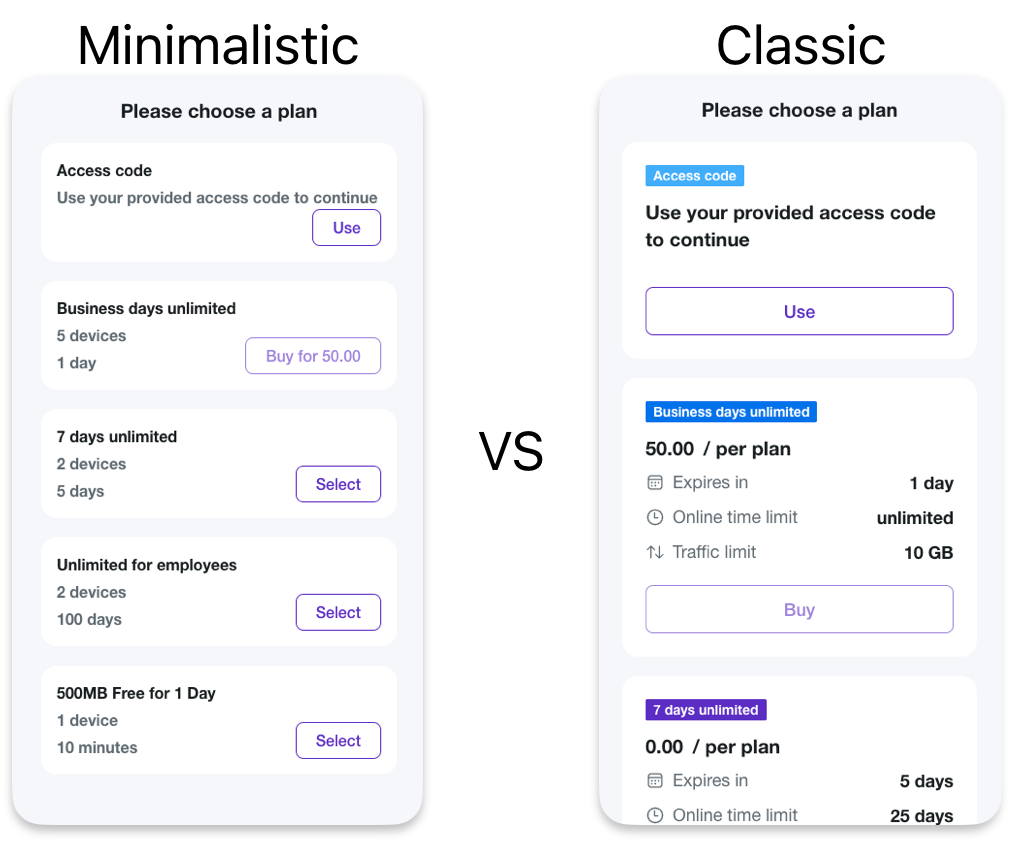 Minimalistic
Please choose a plan
Access code
Use your provided access code to continue
Use
Business days unlimited
5 devices
1 day
Buy for 50.00
7 days unlimited
2 devices
5 days
Select
Unlimited for employees
2 devices
100 days
Select
500MB Free for 1 Day
1 device
10 minutes
Select
VS
Classic
Please choose a plan
Access code
Use your provided access code
to continue
Use
Business days unlimited
50.00 / per plan
Expires in 1 day
Online time limit unlimited
Traffic limit 10 GB
Buy
7 days unlimited
0.00 / per plan
Expires in 5 days
Online time limit 25 days